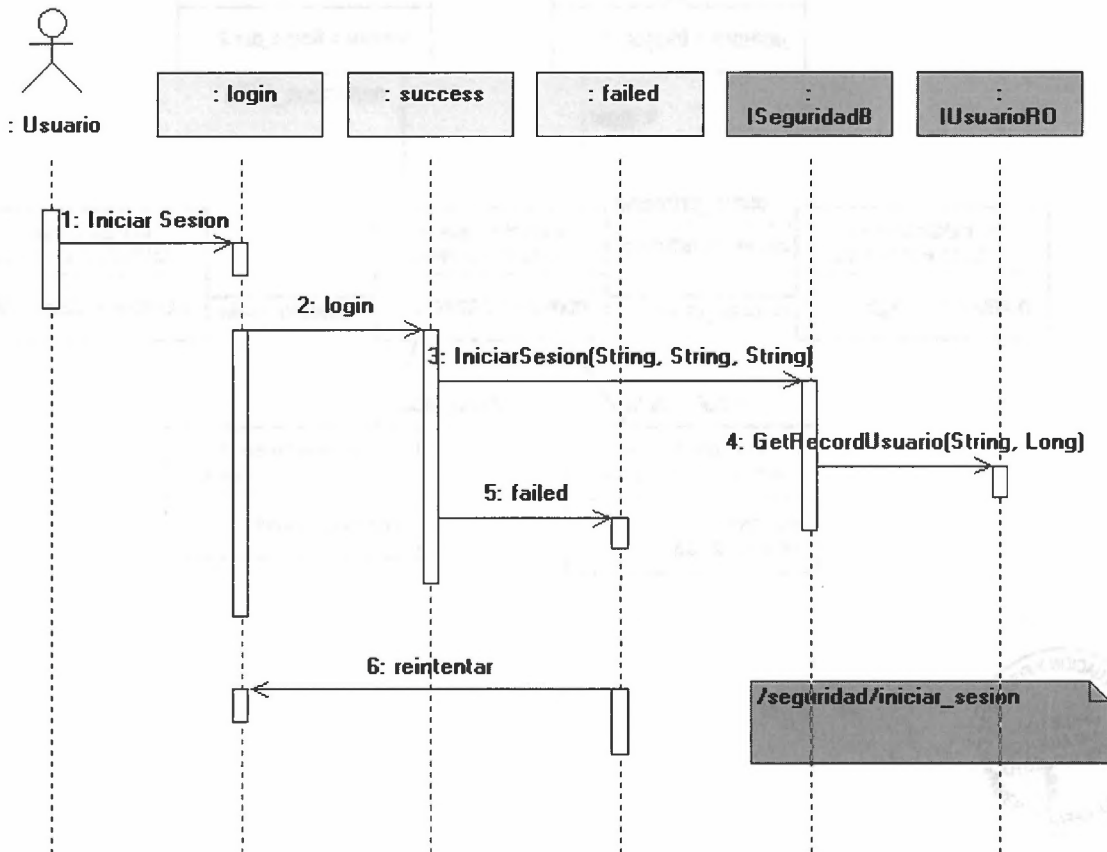 : Usuario
: login
: success
: failed
:
ISeguridadB
:
IUsuarioRO
1: Iniciar Sesion
2: login
3: IniciarSesion(String, String, String)
4: GetRecordUsuario(String, Long)
5: failed
6: reintentar
/seguridad/iniciar_sesion